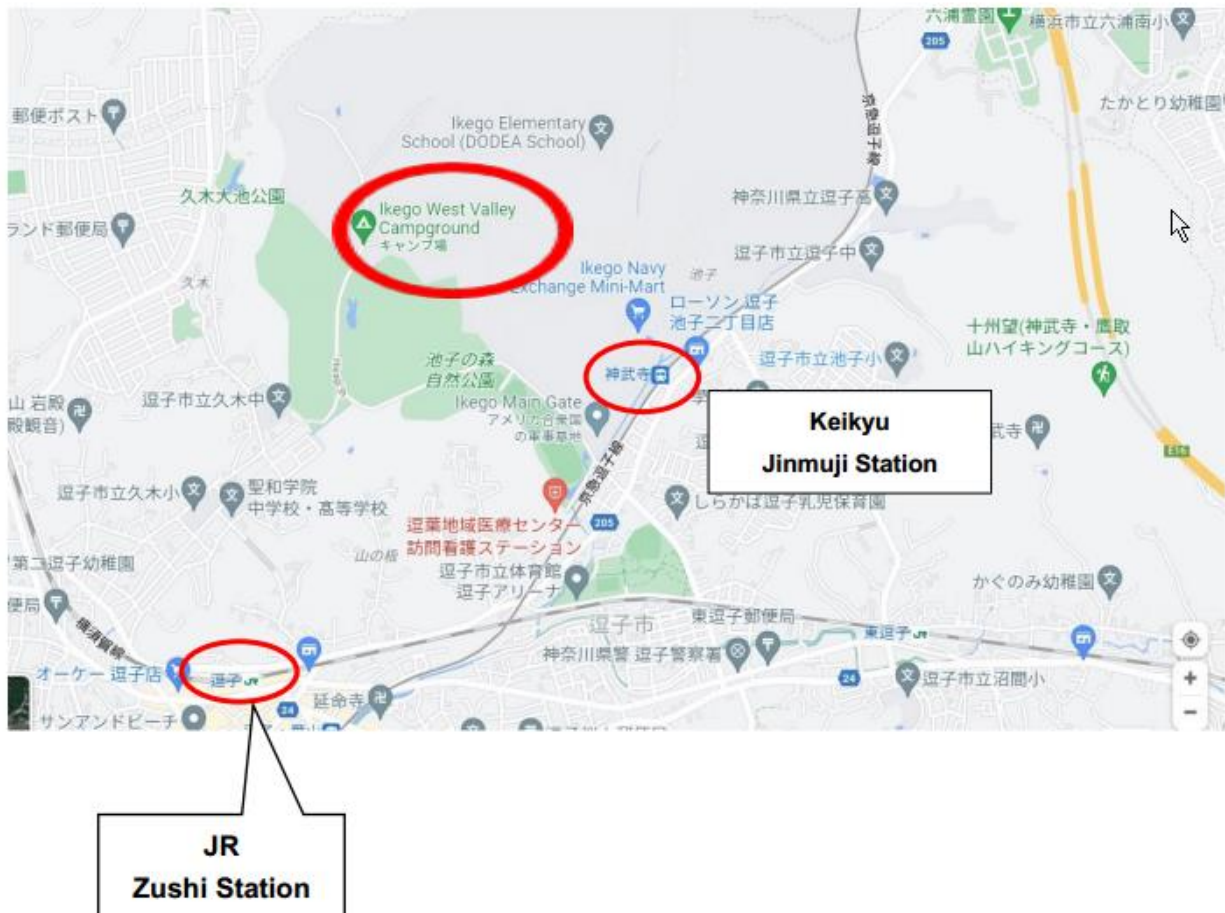 六浦霊園
横浜市立六浦南小
205
郵便ポスト
京急逗子線
たかとり幼稚園
Ikego Elementary
School (DODEA School)
久木大池公園
Ikego West Valley
Campground
キャンプ場
神奈川県立逗子高
ランド郵便局
逗子市立逗子中
久木
池子
Ikego Navy
Exchange Mini-Mart
ローソン 逗子
池子二丁目店
十州望(神武寺・鷹取
山ハイキングコース)
池子の森
自然公園
神武寺
逗子市立池子小
山 岩殿
殿観音)
逗子市立久木中
Ikego Main Gate
アメリカ合衆国
の軍事基地
Keikyu
Jinmuji Station
武寺
E16
逗子市立久木小
聖和学院
中学校・高等学校
京急逗子線
しらかば逗子乳児保育園
逗葉地域医療センター
訪問看護ステーション
205
山の根
第二逗子幼稚園
逗子市立体育館
逗子アリーナ
かぐのみ幼稚園
便局
横須賀線
逗子市
東逗子郵便局
東逗子 JR
オーケー 逗子店
逗子 JR
神奈川県警 逗子警察署
24
逗子市立沼間小
サンアンドビーチ
24
延命寺
JR
Zushi Station